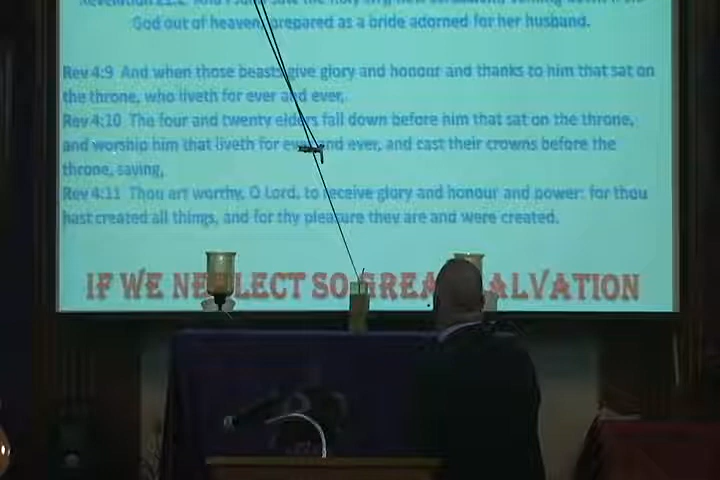 God out of heaven, prepared as a bride adorned for her husband.
Rev 4:9 And when those beasts give glory and honour and thanks to him that sat on
the throne, who liveth for ever and ever,
Rev 4:10 The four and twenty elders fall down before him that sat on the throne,
and worship him that liveth for ever and ever, and cast their crowns before the
throne, saying,
Rev 4:11 Thou art worthy, O Lord, to receive glory and honour and power: for thou
hast created all things, and for thy pleasure they are and were created.
IF WE NEGLECT SO GREAT SALVATION